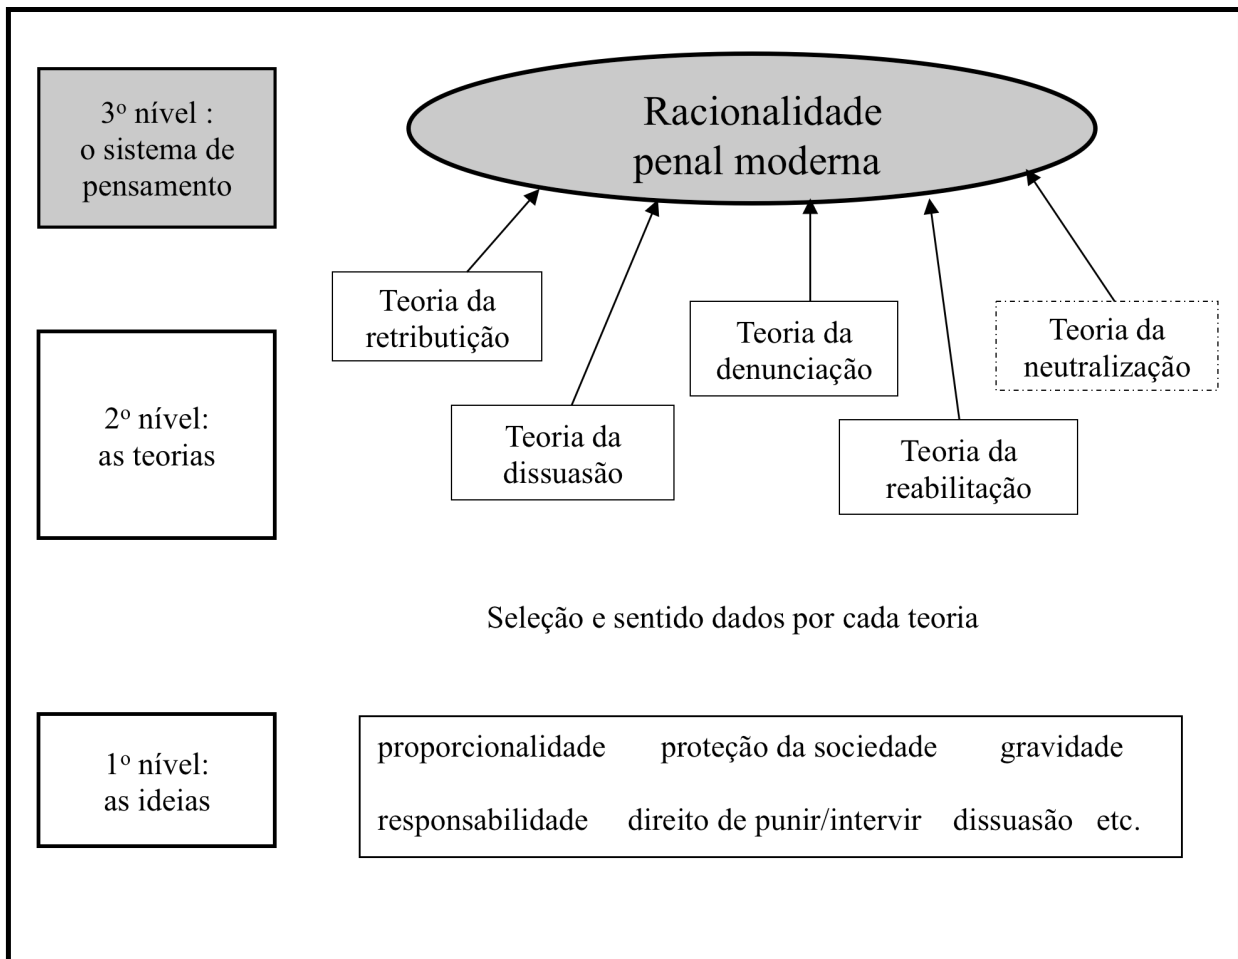 3º nível :
o sistema de
pensamento
Racionalidade
penal moderna
Teoria da
retributição
Teoria da
denunciação
Teoria da
neutralização
2º nível:
as teorias
Teoria da
dissuasão
Teoria da
reabilitação
Seleção e sentido dados por cada teoria
1º nível:
as ideias
proporcionalidade proteção da sociedade gravidade
responsabilidade direito de punir/intervir dissuasão etc.